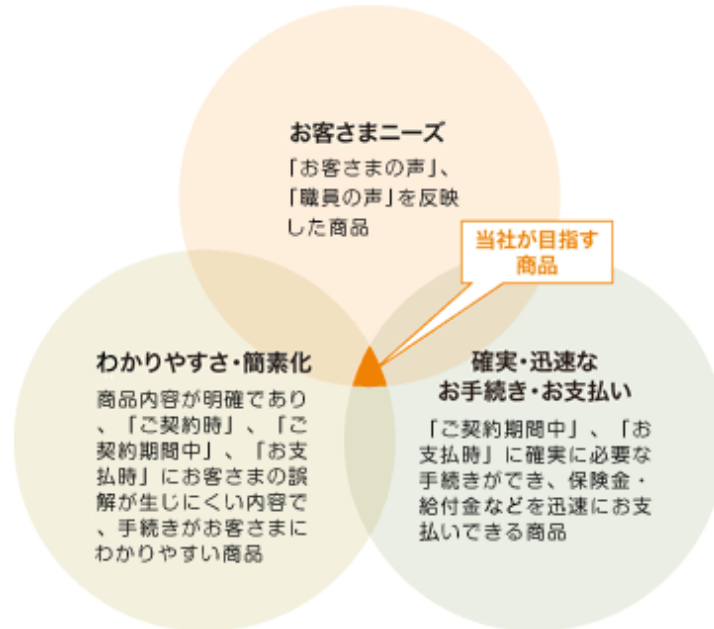 お客さまニーズ
「お客さまの声」、
「職員の声」を反映
した商品
当社が目指す
商品
わかりやすさ・簡素化
商品内容が明確であり
、「ご契約時」、「ご
契約期間中」、「お支
払時」にお客さまの誤
解が生じにくい内容で
、手続きがお客さまに
わかりやすい商品
確実・迅速な
お手続き・お支払い
「ご契約期間中」、「お
支払時」に確実に必要な
手続きができ、保険金・
給付金などを迅速にお支
払いできる商品